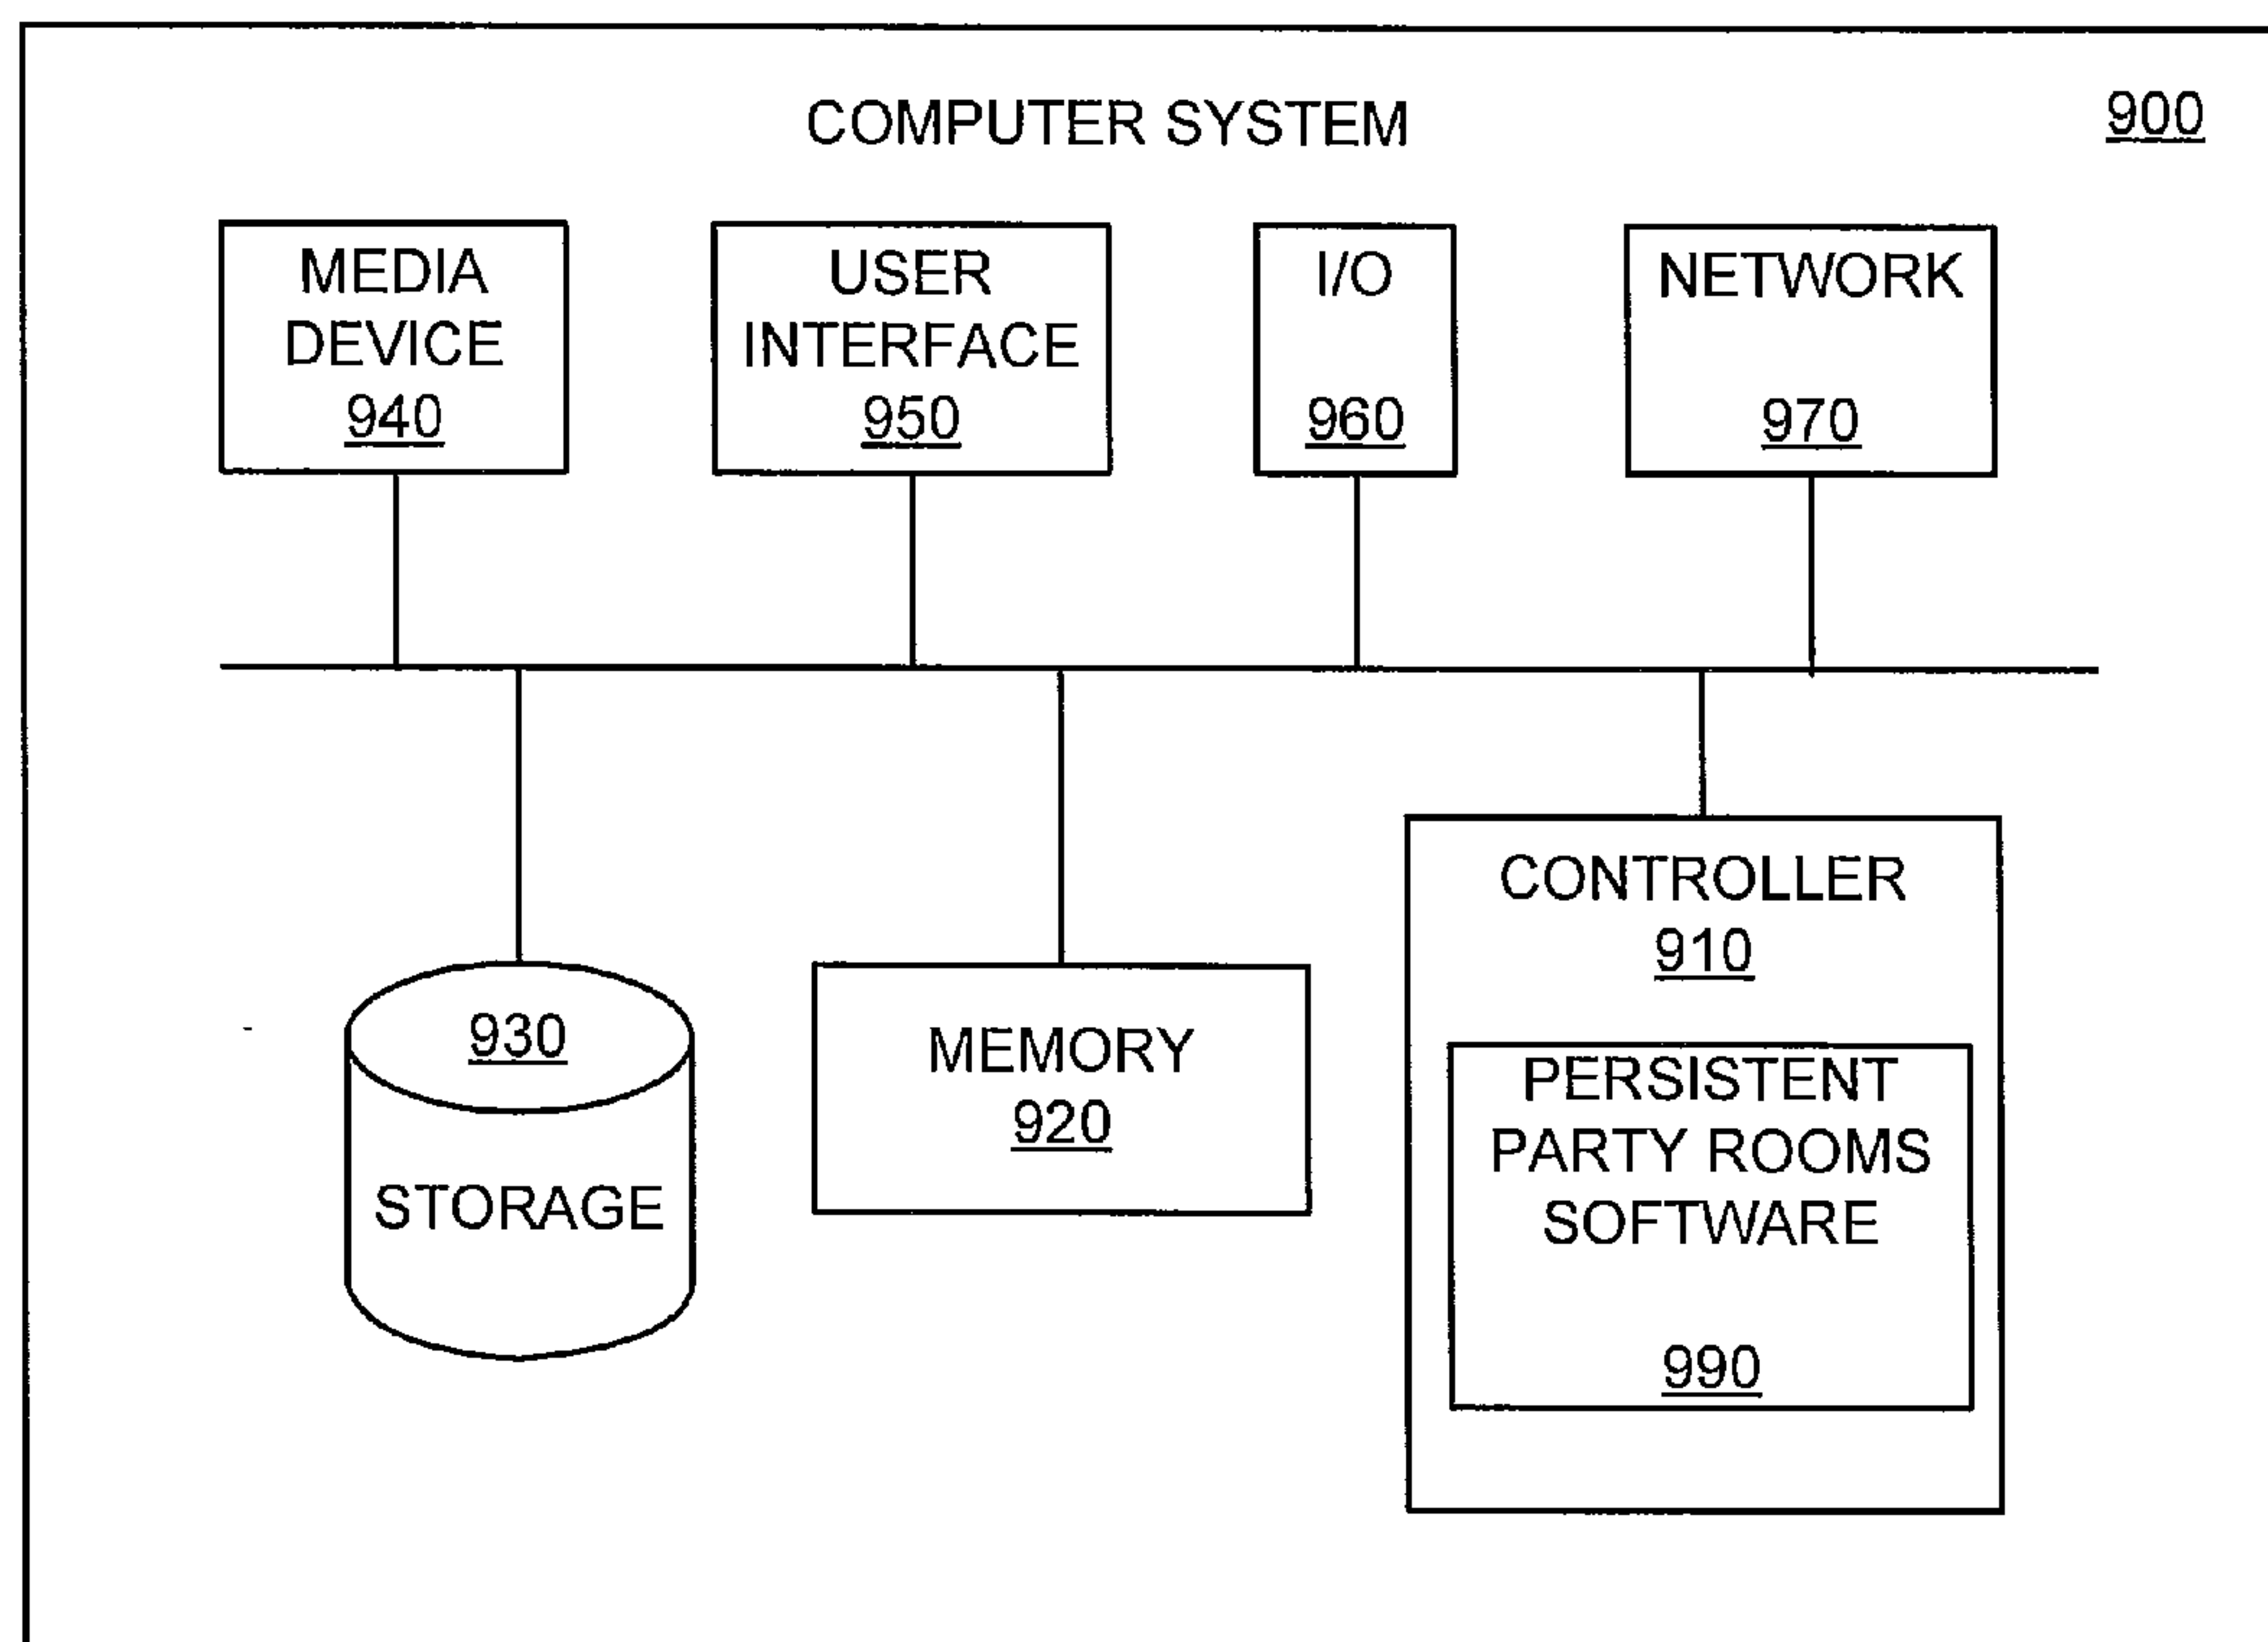 COMPUTER SYSTEM
900
MEDIA
DEVICE
940
USER
INTERFACE
950
I/O
960
NETWORK
970
930
STORAGE
MEMORY
920
CONTROLLER
910
PERSISTENT
PARTY ROOMS
SOFTWARE
990